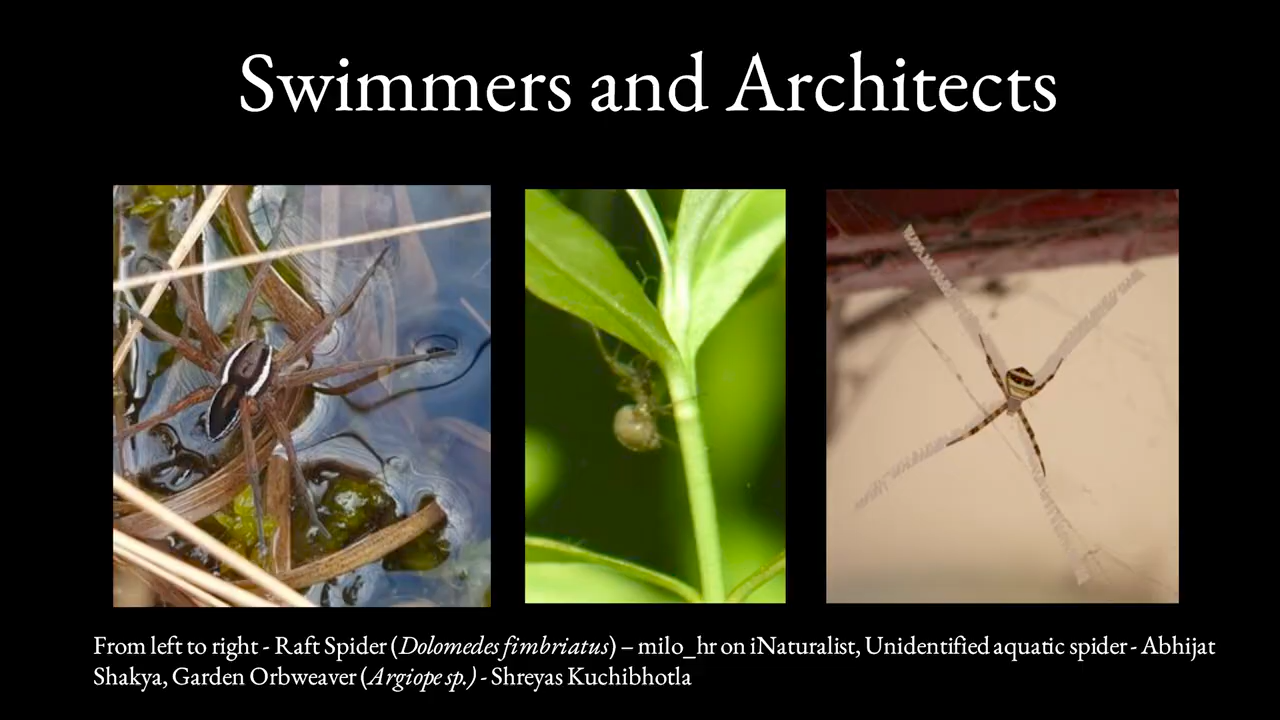 Swimmers and Architects
From left to right - Raft Spider (Dolomedes fimbriatus) – milo_hr on iNaturalist, Unidentified aquatic spider - Abhijat
Shakya, Garden Orbweaver (Argiope sp.) - Shreyas Kuchibhotla